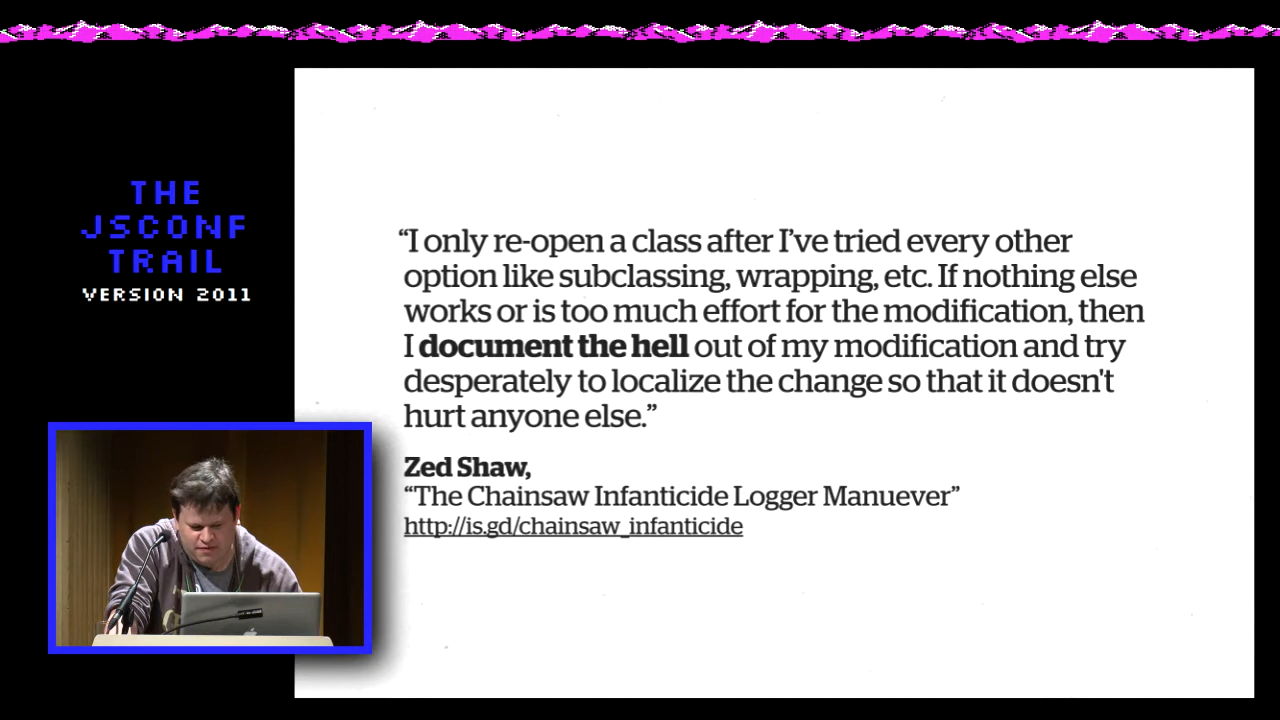 THE
JSCONF
TRAIL
VERSION 2011
“I only re-open a class after I’ve tried every other
option like subclassing, wrapping, etc. If nothing else
works or is too much effort for the modification, then
I document the hell out of my modification and try
desperately to localize the change so that it doesn't
hurt anyone else.”
Zed Shaw,
“The Chainsaw Infanticide Logger Manuever”
http://is.gd/chainsaw_infanticide